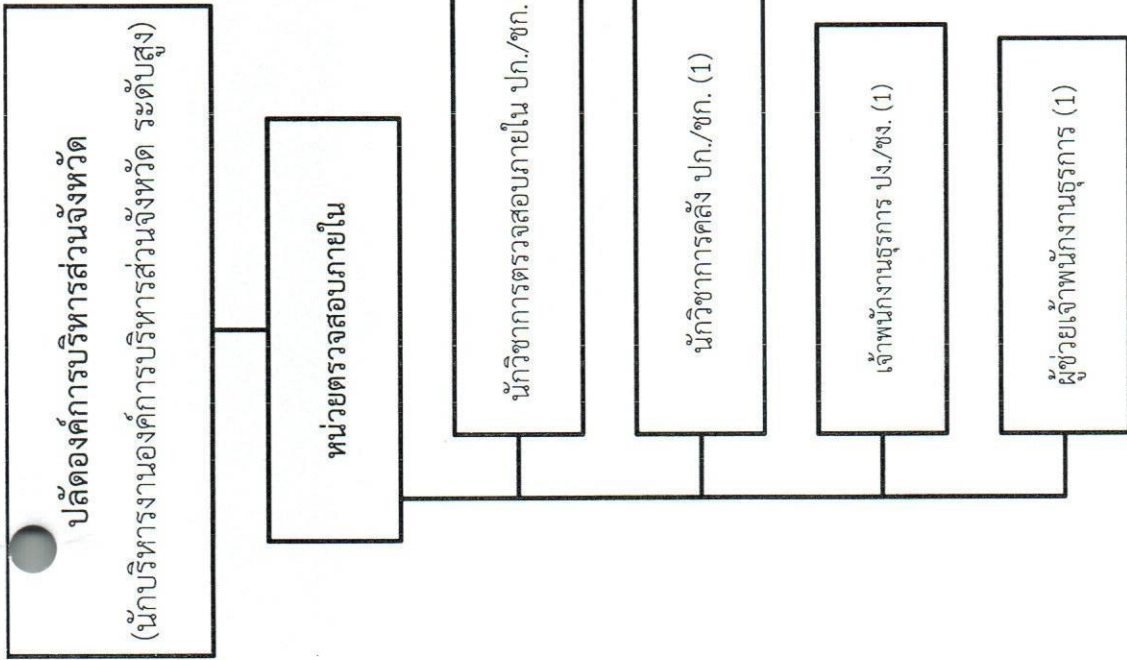 ปลัดองค์การบริหารส่วนจังหวัด
(นักบริหารงานองค์การบริหารส่วนจังหวัด ระดับสูง)
หน่วยตรวจสอบภายใน
นักวิชาการตรวจสอบภายใน ปก./ชก.
นักวิชาการคลัง ปก./ชก. (1)
เจ้าพนักงานธุรการ ปง./ชง. (1)
ผู้ช่วยเจ้าพนักงานธุรการ (1)